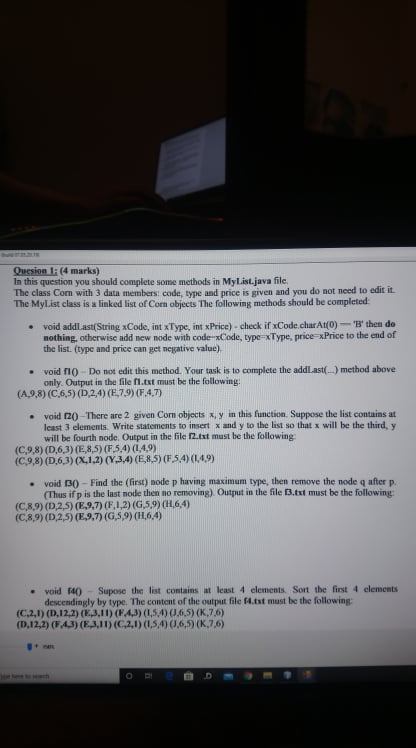 Quesion 1: (4 marks)
In this question you should complete some methods in MyList.java file.
The class Corn with 3 data members: code, type and price is given and you do not need to edit it.
The MyList class is a linked list of Corn objects The following methods should be completed:
• void addLast(String xCode, int xType, int xPrice) - check if xCode.charAt(0) == 'B' then do
nothing, otherwise add new node with code=xCode, type=xType, price=xPrice to the end of
the list. (type and price can get negative value).
• void f1() – Do not edit this method. Your task is to complete the addLast(...) method above
only. Output in the file f1.txt must be the following:
(A,9,8) (C,6,5) (D,2,4) (E,7,9) (F,4,7)
• void f2() –There are 2 given Corn objects x, y in this function. Suppose the list contains at
least 3 elements. Write statements to insert x and y to the list so that x will be the third, y
will be fourth node. Output in the file f2.txt must be the following:
(C,9,8) (D,6,3) (E,8,5) (F,5,4) (I,4,9)
(C,9,8) (D,6,3) (X,1,2) (Y,3,4) (E,8,5) (F,5,4) (I,4,9)
• void f3() – Find the (first) node p having maximum type, then remove the node q after p.
(Thus if p is the last node then no removing). Output in the file f3.txt must be the following:
(C,8,9) (D,2,5) (E,9,7) (F,1,2) (G,5,9) (H,6,4)
(C,8,9) (D,2,5) (E,9,7) (G,5,9) (H,6,4)
• void f4() – Supose the list contains at least 4 elements. Sort the first 4 elements
descendingly by type. The content of the output file f4.txt must be the following:
(C,2,1) (D,12,2) (E,3,11) (F,4,3) (I,5,4) (J,6,5) (K,7,6)
(D,12,2) (F,4,3) (E,3,11) (C,2,1) (I,5,4) (J,6,5) (K,7,6)
here to search